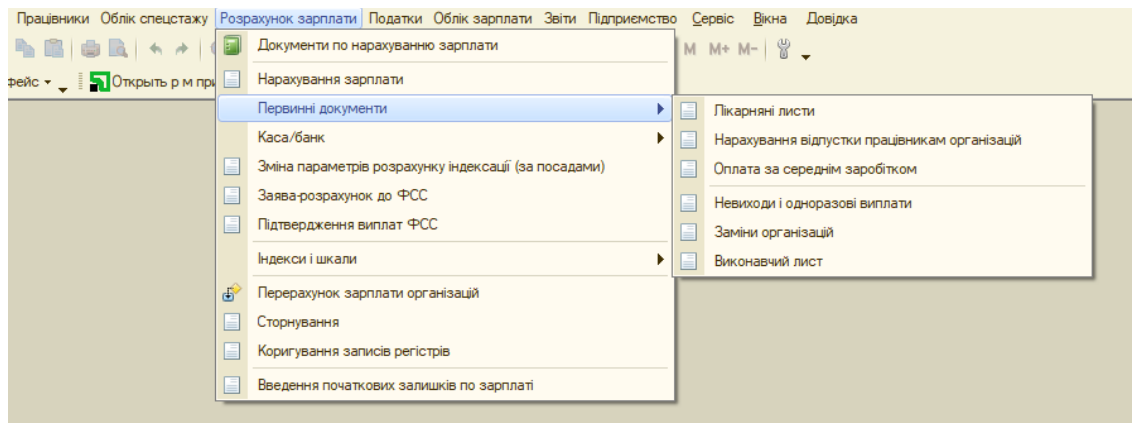 Працівники Облік спецстажу Розрахунок зарплати Податки Облік зарплати Звіти Підприємство Сервіс Вікна Довідка
M M+ M-
Открыть р м
Документи по нарахуванню зарплати
Нарахування зарплати
Первинні документи
Каса/банк
Зміна параметрів розрахунку індексації (за посадами)
Заява-розрахунок до ФСС
Підтвердження виплат ФСС
Індекси і шкали
Перерахунок зарплати організацій
Сторнування
Коригування записів регістрів
Введення початкових залишків по зарплаті
Лікарняні листи
Нарахування відпустки працівникам організацій
Оплата за середнім заробітком
Невиходи і одноразові виплати
Заміни організацій
Виконавчий лист